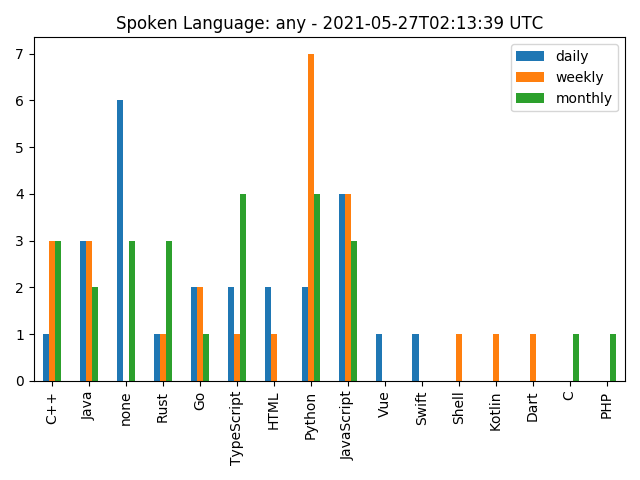 Spoken Language: any - 2021-05-27T02:13:39 UTC
daily
weekly
monthly
7
6
5
4
3
2
1
0
C++
Java
none
Rust
Go
TypeScript
HTML
Python
JavaScript
Vue
Swift
Shell
Kotlin
Dart
C
PHP